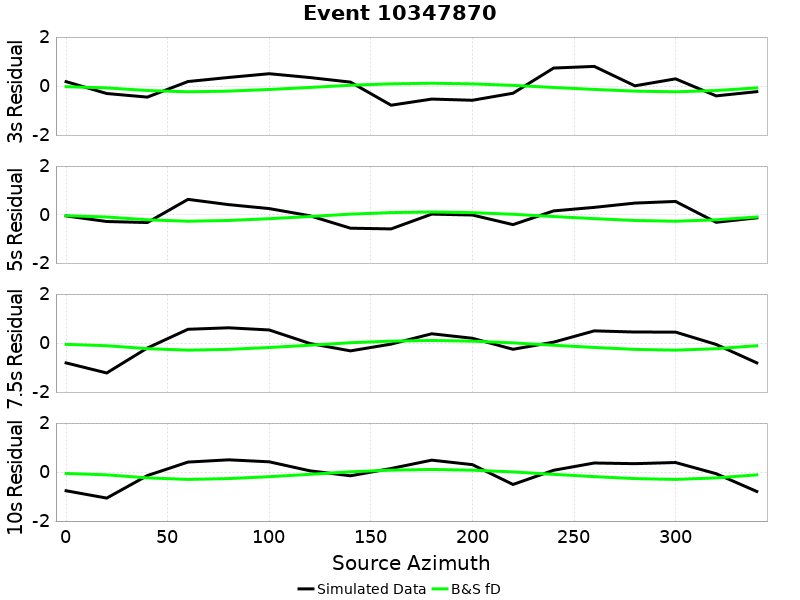 Event 10347870
3s Residual
2
0
-2
5s Residual
2
0
-2
7.5s Residual
2
0
-2
10s Residual
2
0
-2
0 50 100 150 200 250 300
Source Azimuth
Simulated Data B&S fD